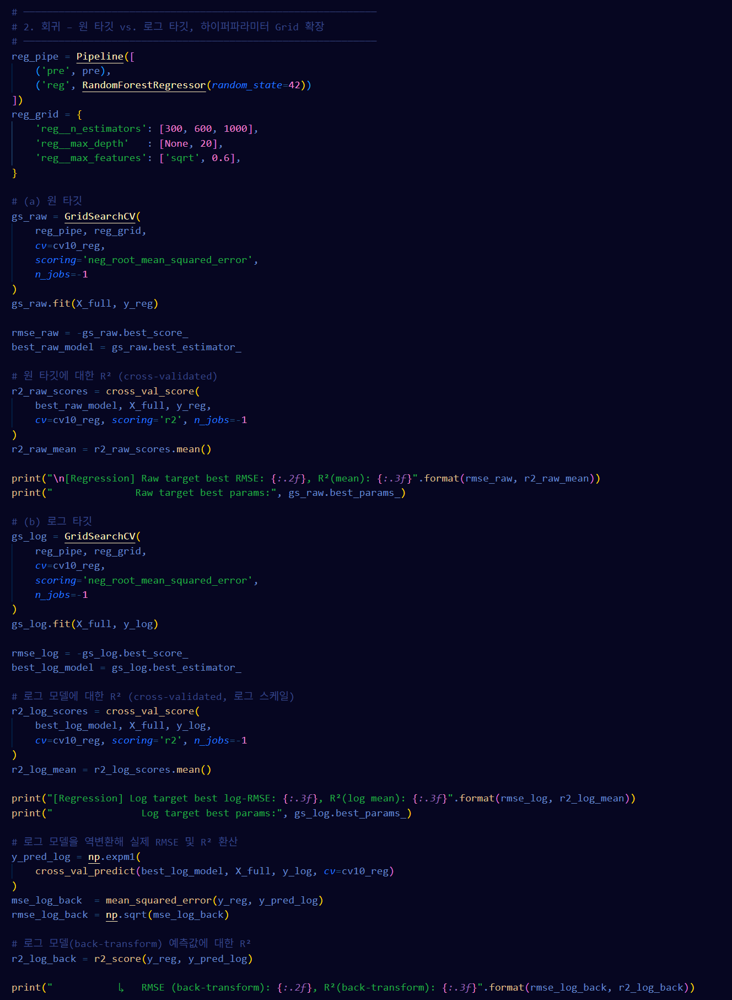 # ────────────────────────────────────────────────────────────
# 2. 회귀 – 원 타깃 vs. 로그 타깃, 하이퍼파라미터 Grid 확장
# ────────────────────────────────────────────────────────────
reg_pipe = Pipeline([
    ('pre', pre),
    ('reg', RandomForestRegressor(random_state=42))
])
reg_grid = {
    'reg__n_estimators': [300, 600, 1000],
    'reg__max_depth'   : [None, 20],
    'reg__max_features': ['sqrt', 0.6],
}

# (a) 원 타깃
gs_raw = GridSearchCV(
    reg_pipe, reg_grid,
    cv=cv10_reg,
    scoring='neg_root_mean_squared_error',
    n_jobs=-1
)
gs_raw.fit(X_full, y_reg)

rmse_raw = -gs_raw.best_score_
best_raw_model = gs_raw.best_estimator_

# 원 타깃에 대한 R² (cross-validated)
r2_raw_scores = cross_val_score(
    best_raw_model, X_full, y_reg,
    cv=cv10_reg, scoring='r2', n_jobs=-1
)
r2_raw_mean = r2_raw_scores.mean()

print("\n[Regression] Raw target best RMSE: {:.2f}, R²(mean): {:.3f}".format(rmse_raw, r2_raw_mean))
print("              Raw target best params:", gs_raw.best_params_)

# (b) 로그 타깃
gs_log = GridSearchCV(
    reg_pipe, reg_grid,
    cv=cv10_reg,
    scoring='neg_root_mean_squared_error',
    n_jobs=-1
)
gs_log.fit(X_full, y_log)

rmse_log = -gs_log.best_score_
best_log_model = gs_log.best_estimator_

# 로그 모델에 대한 R² (cross-validated, 로그 스케일)
r2_log_scores = cross_val_score(
    best_log_model, X_full, y_log,
    cv=cv10_reg, scoring='r2', n_jobs=-1
)
r2_log_mean = r2_log_scores.mean()

print("[Regression] Log target best log-RMSE: {:.3f}, R²(log mean): {:.3f}".format(rmse_log, r2_log_mean))
print("               Log target best params:", gs_log.best_params_)

# 로그 모델을 역변환해 실제 RMSE 및 R² 환산
y_pred_log = np.expm1(
    cross_val_predict(best_log_model, X_full, y_log, cv=cv10_reg)
)
mse_log_back  = mean_squared_error(y_reg, y_pred_log)
rmse_log_back = np.sqrt(mse_log_back)

# 로그 모델(back-transform) 예측값에 대한 R²
r2_log_back = r2_score(y_reg, y_pred_log)

print("           ↳   RMSE (back-transform): {:.2f}, R²(back-transform): {:.3f}".format(rmse_log_back, r2_log_back))